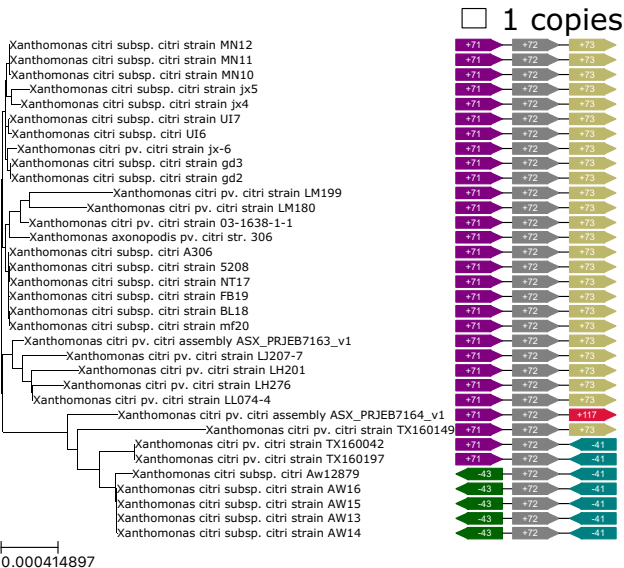 1 copies
Xanthomonas citri subsp. citri strain MN12 +71 +72 +73
Xanthomonas citri subsp. citri strain MN11 +71 +72 +73
Xanthomonas citri subsp. citri strain MN10 +71 +72 +73
Xanthomonas citri subsp. citri strain jx5 +71 +72 +73
Xanthomonas citri subsp. citri strain jx4 +71 +72 +73
Xanthomonas citri subsp. citri strain UI7 +71 +72 +73
Xanthomonas citri subsp. citri UI6 +71 +72 +73
Xanthomonas citri pv. citri strain jx-6 +71 +72 +73
Xanthomonas citri subsp. citri strain gd3 +71 +72 +73
Xanthomonas citri subsp. citri strain gd2 +71 +72 +73
Xanthomonas citri pv. citri strain LM199 +71 +72 +73
Xanthomonas citri pv. citri strain LM180 +71 +72 +73
Xanthomonas citri pv. citri strain 03-1638-1-1 +71 +72 +73
Xanthomonas axonopodis pv. citri str. 306 +71 +72 +73
Xanthomonas citri subsp. citri A306 +71 +72 +73
Xanthomonas citri subsp. citri strain 5208 +71 +72 +73
Xanthomonas citri subsp. citri strain NT17 +71 +72 +73
Xanthomonas citri subsp. citri strain FB19 +71 +72 +73
Xanthomonas citri subsp. citri strain BL18 +71 +72 +73
Xanthomonas citri subsp. citri strain mf20 +71 +72 +73
Xanthomonas citri pv. citri assembly ASX_PRJEB7163_v1 +71 +72 +73
Xanthomonas citri pv. citri strain LJ207-7 +71 +72 +73
Xanthomonas citri pv. citri strain LH201 +71 +72 +73
Xanthomonas citri pv. citri strain LH276 +71 +72 +73
Xanthomonas citri pv. citri strain LL074-4 +71 +72 +73
Xanthomonas citri pv. citri assembly ASX_PRJEB7164_v1 +71 +72 +117
Xanthomonas citri pv. citri strain TX160149 +71 +72 +73
Xanthomonas citri pv. citri strain TX160042 +71 +72 -41
Xanthomonas citri pv. citri strain TX160197 +71 +72 -41
Xanthomonas citri subsp. citri Aw12879 -43 +72 -41
Xanthomonas citri subsp. citri strain AW16 -43 +72 -41
Xanthomonas citri subsp. citri strain AW15 -43 +72 -41
Xanthomonas citri subsp. citri strain AW13 -43 +72 -41
Xanthomonas citri subsp. citri strain AW14 -43 +72 -41
0.000414897